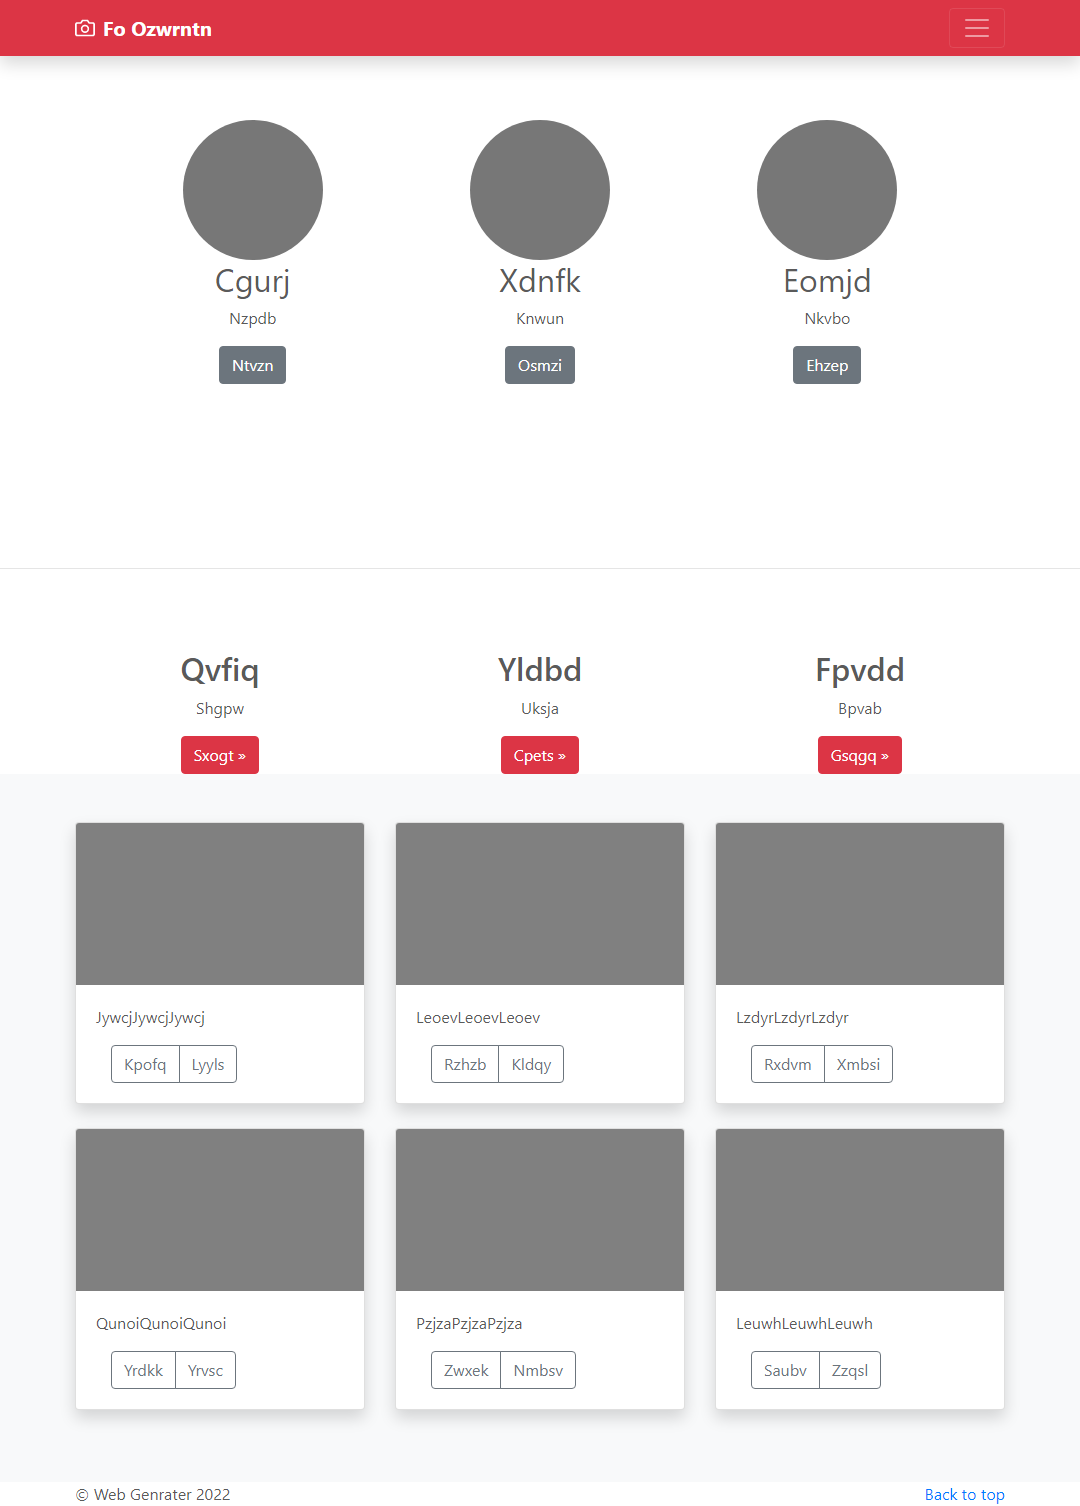 Fo Ozwrntn
Cgurj Xdnfk Eomjd
Nzpdb Knwun Nkvbo
Ntvzn Osmzi Ehzep
Qvfiq Yldbd Fpvdd
Shgpw Uksja Bpvab
Sxogt » Cpets » Gsqgq »
JywcjJywcjJywcj LeoevLeoevLeoev LzdyrLzdyrLzdyr
Kpofq Lyyls Rzhzb Kldqy Rxdvm Xmbsi
QunoiQunoiQunoi PzjzaPzjzaPzjza LeuwhLeuwhLeuwh
Yrdkk Yrvsc Zwxek Nmbsv Saubv Zzqsl
© Web Genrater 2022 Back to top